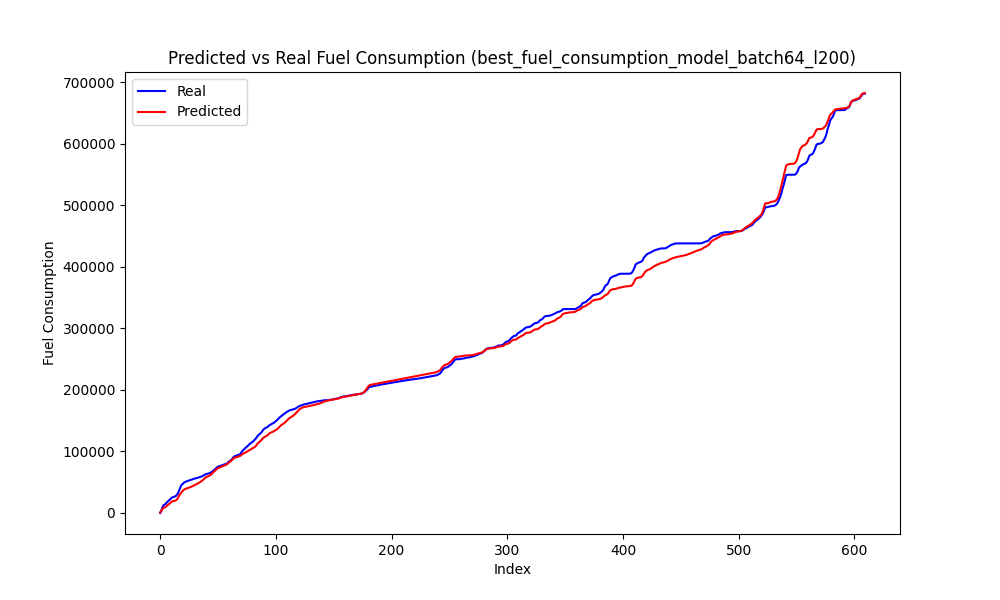 Predicted vs Real Fuel Consumption (best_fuel_consumption_model_batch64_l200)
Real
Predicted
700000
600000
500000
400000
300000
200000
100000
0
Fuel Consumption
0 100 200 300 400 500 600
Index